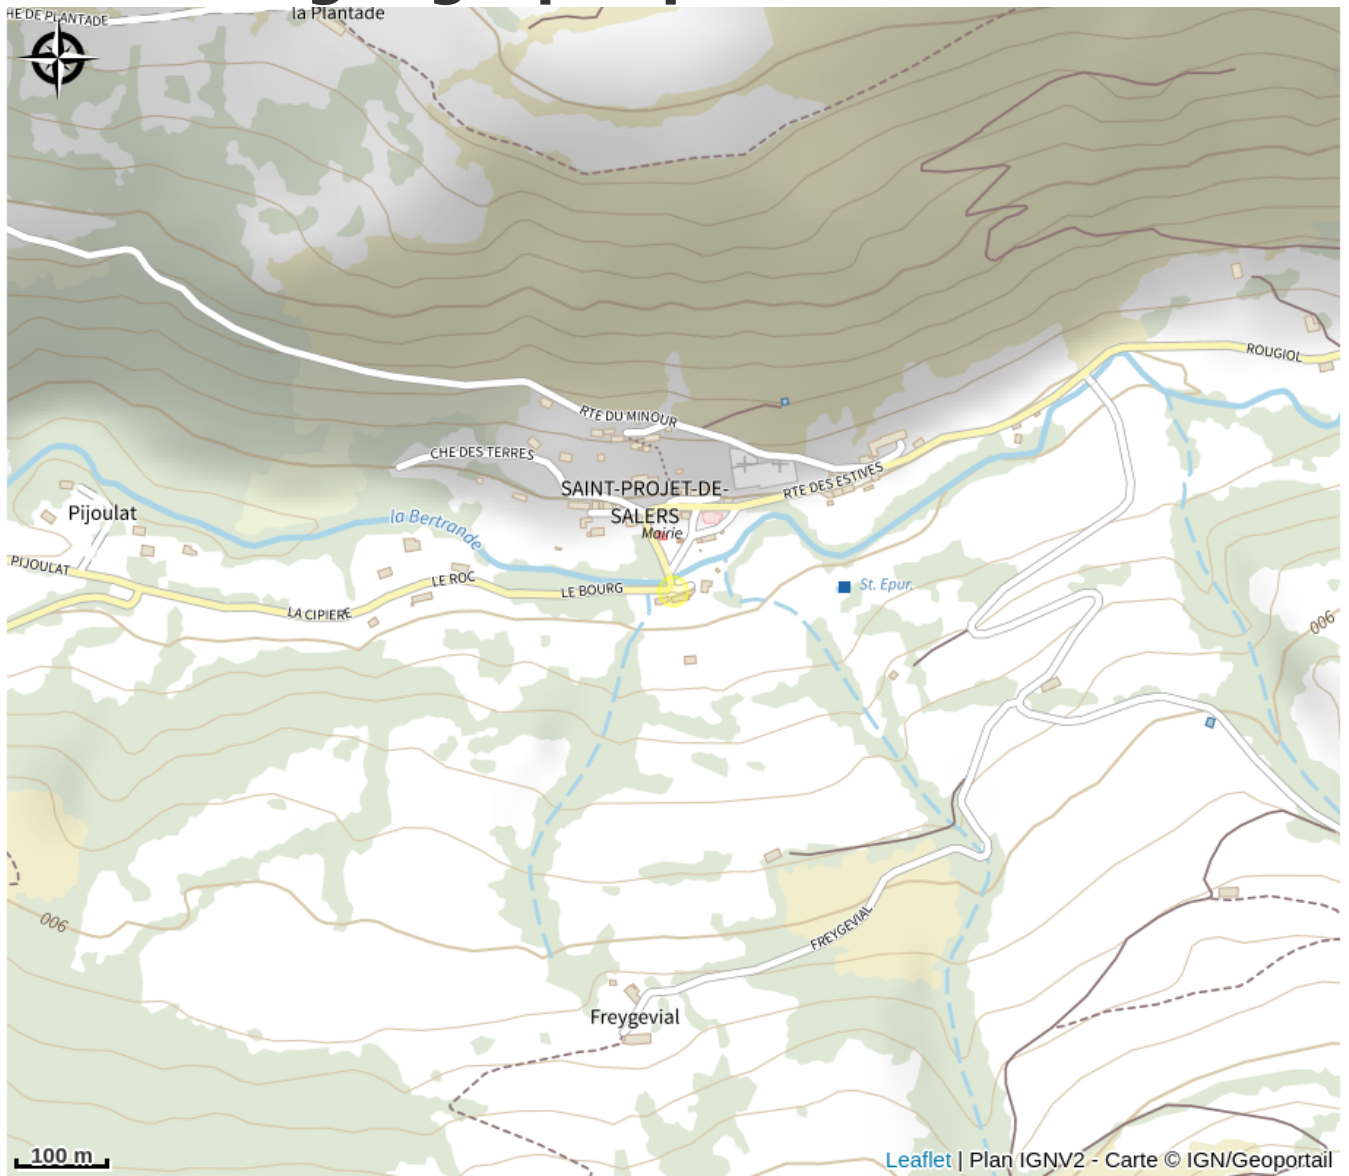 HE DE PLANTADE
la Plantade
ROUGIOL
RTE DU MINOUR
CHE DES TERRES
RTE DES ESTIVES
SAINT-PROJET-DE-
SALERS
Mairie
Pijoulat
la Bertrande
PIJOULAT
LE ROC
LE BOURG
LA CIPIERE
St. Epur.
900
900
FREYGEVIAL
Freygevial
100 m
Leaflet | Plan IGNV2 - Carte © IGN/Geoportail